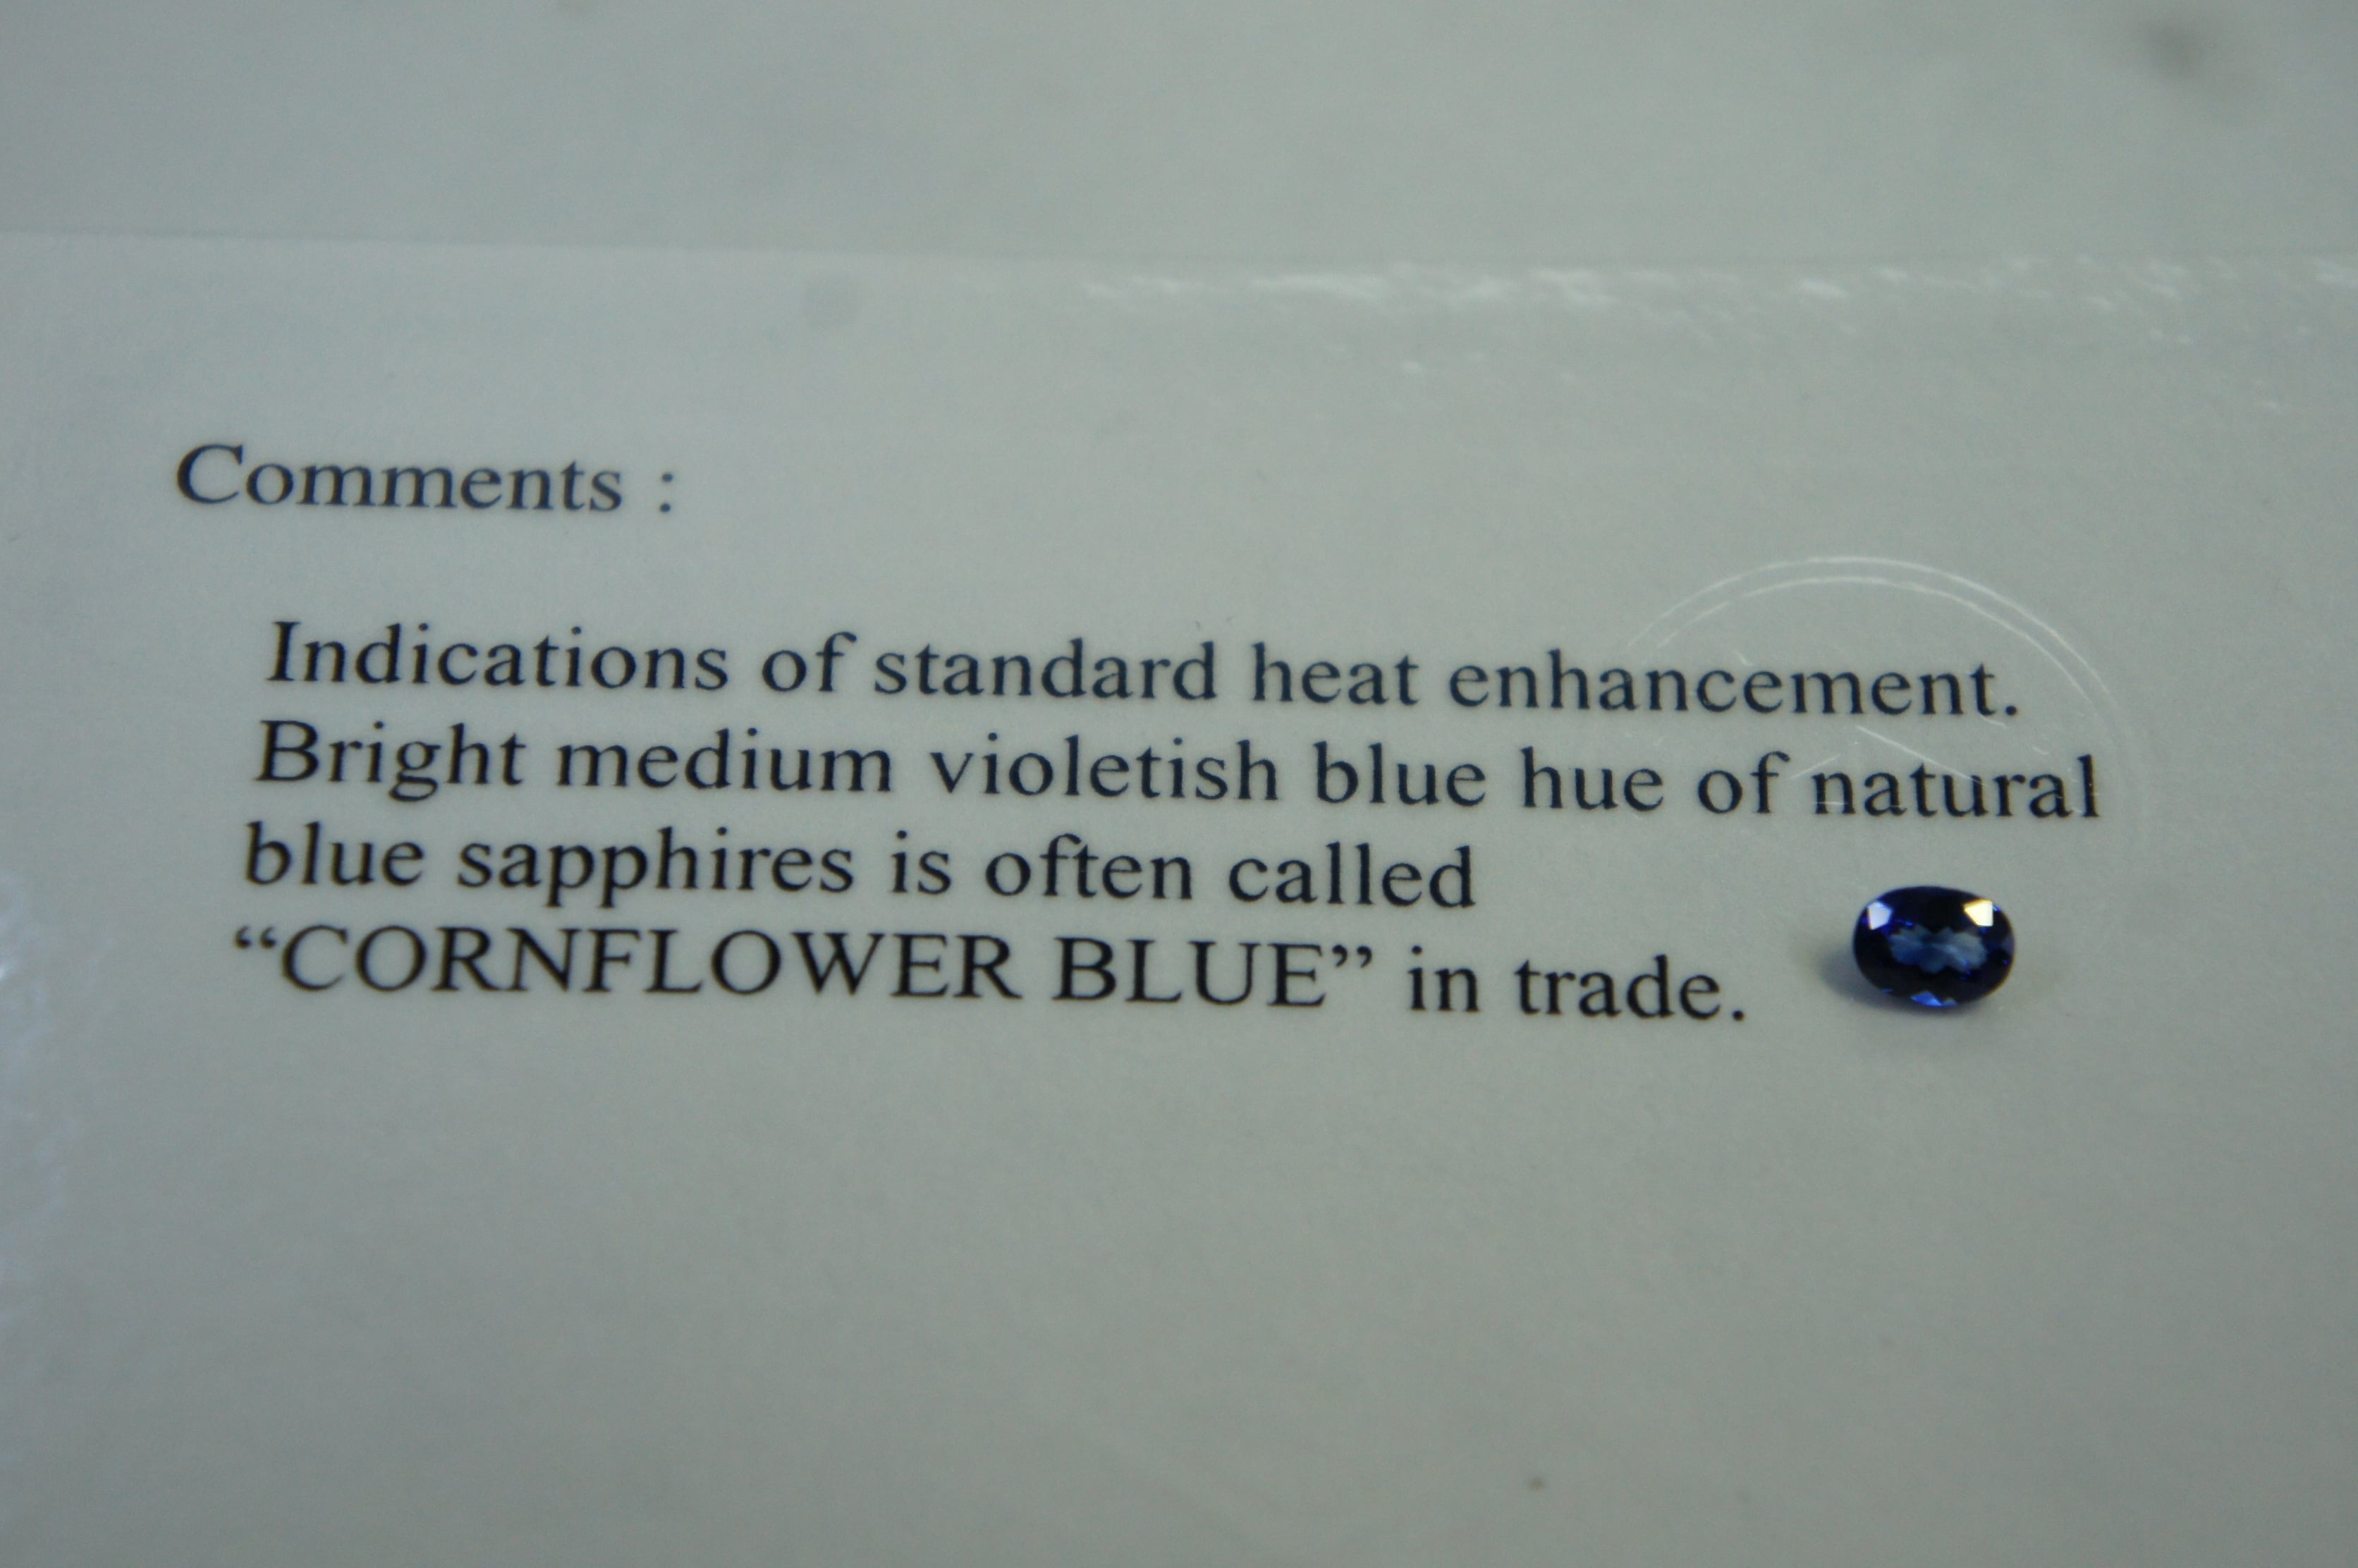 Comments :
Indications of standard heat enhancement.
Bright medium violetish blue hue of natural
blue sapphires is often called
“CORNFLOWER BLUE” in trade.